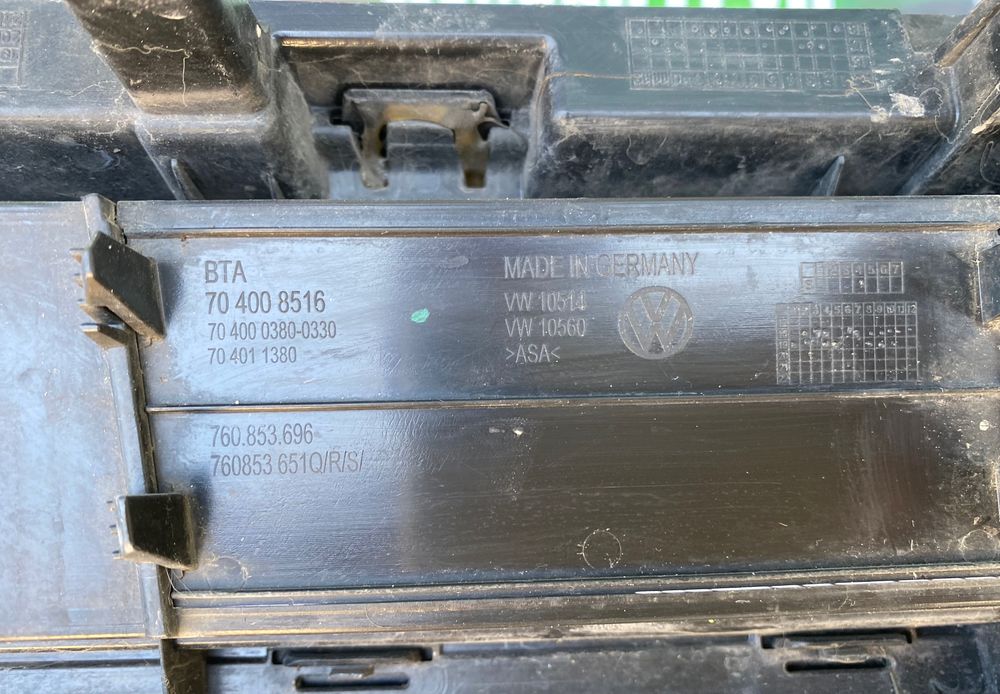 BTA
70 400 8516
70 400 0380-0330
70 401 1380
MADE IN GERMANY
VW 10514
VW 10560
>ASA<
760.853.696
760853 651Q/R/S/